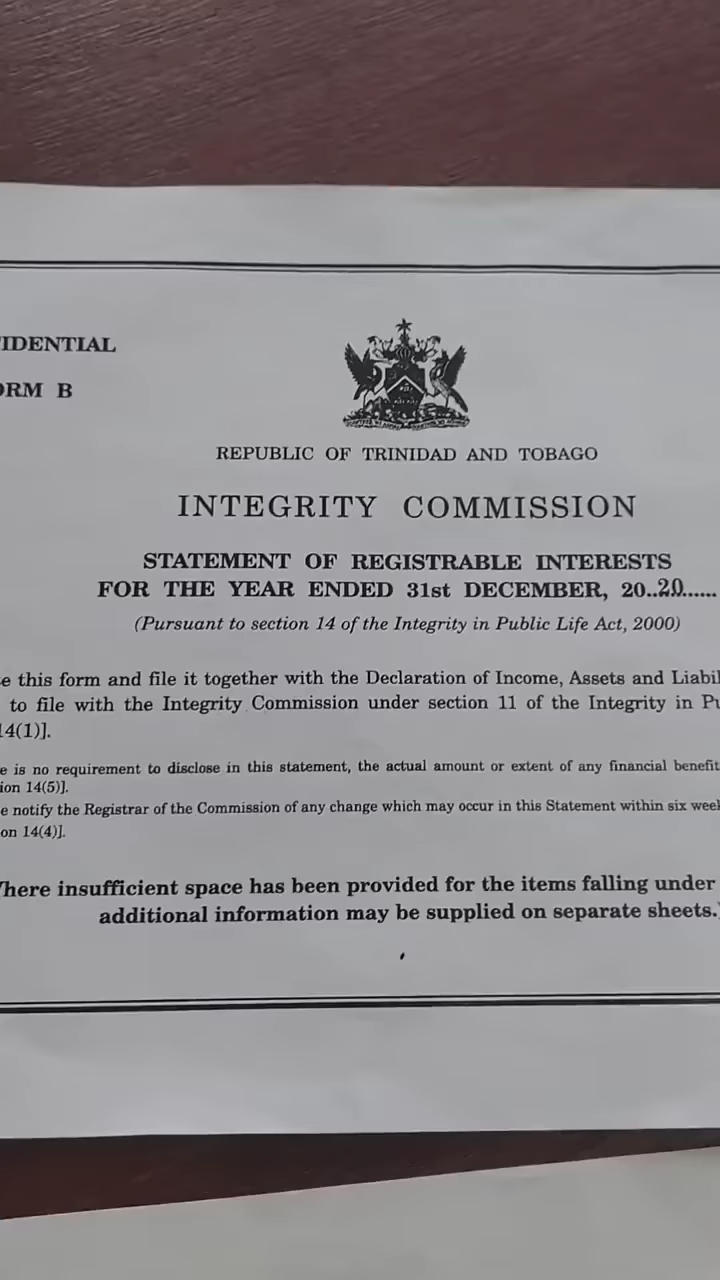 IDENTIAL
ORM B
REPUBLIC OF TRINIDAD AND TOBAGO
INTEGRITY COMMISSION
STATEMENT OF REGISTRABLE INTERESTS
FOR THE YEAR ENDED 31st DECEMBER, 20..20......
(Pursuant to section 14 of the Integrity in Public Life Act, 2000)
e this form and file it together with the Declaration of Income, Assets and Liabil
to file with the Integrity Commission under section 11 of the Integrity in Pu
14(1)].
e is no requirement to disclose in this statement, the actual amount or extent of any financial benefit
ion 14(5)].
e notify the Registrar of the Commission of any change which may occur in this Statement within six week
on 14(4)].
here insufficient space has been provided for the items falling under
additional information may be supplied on separate sheets.